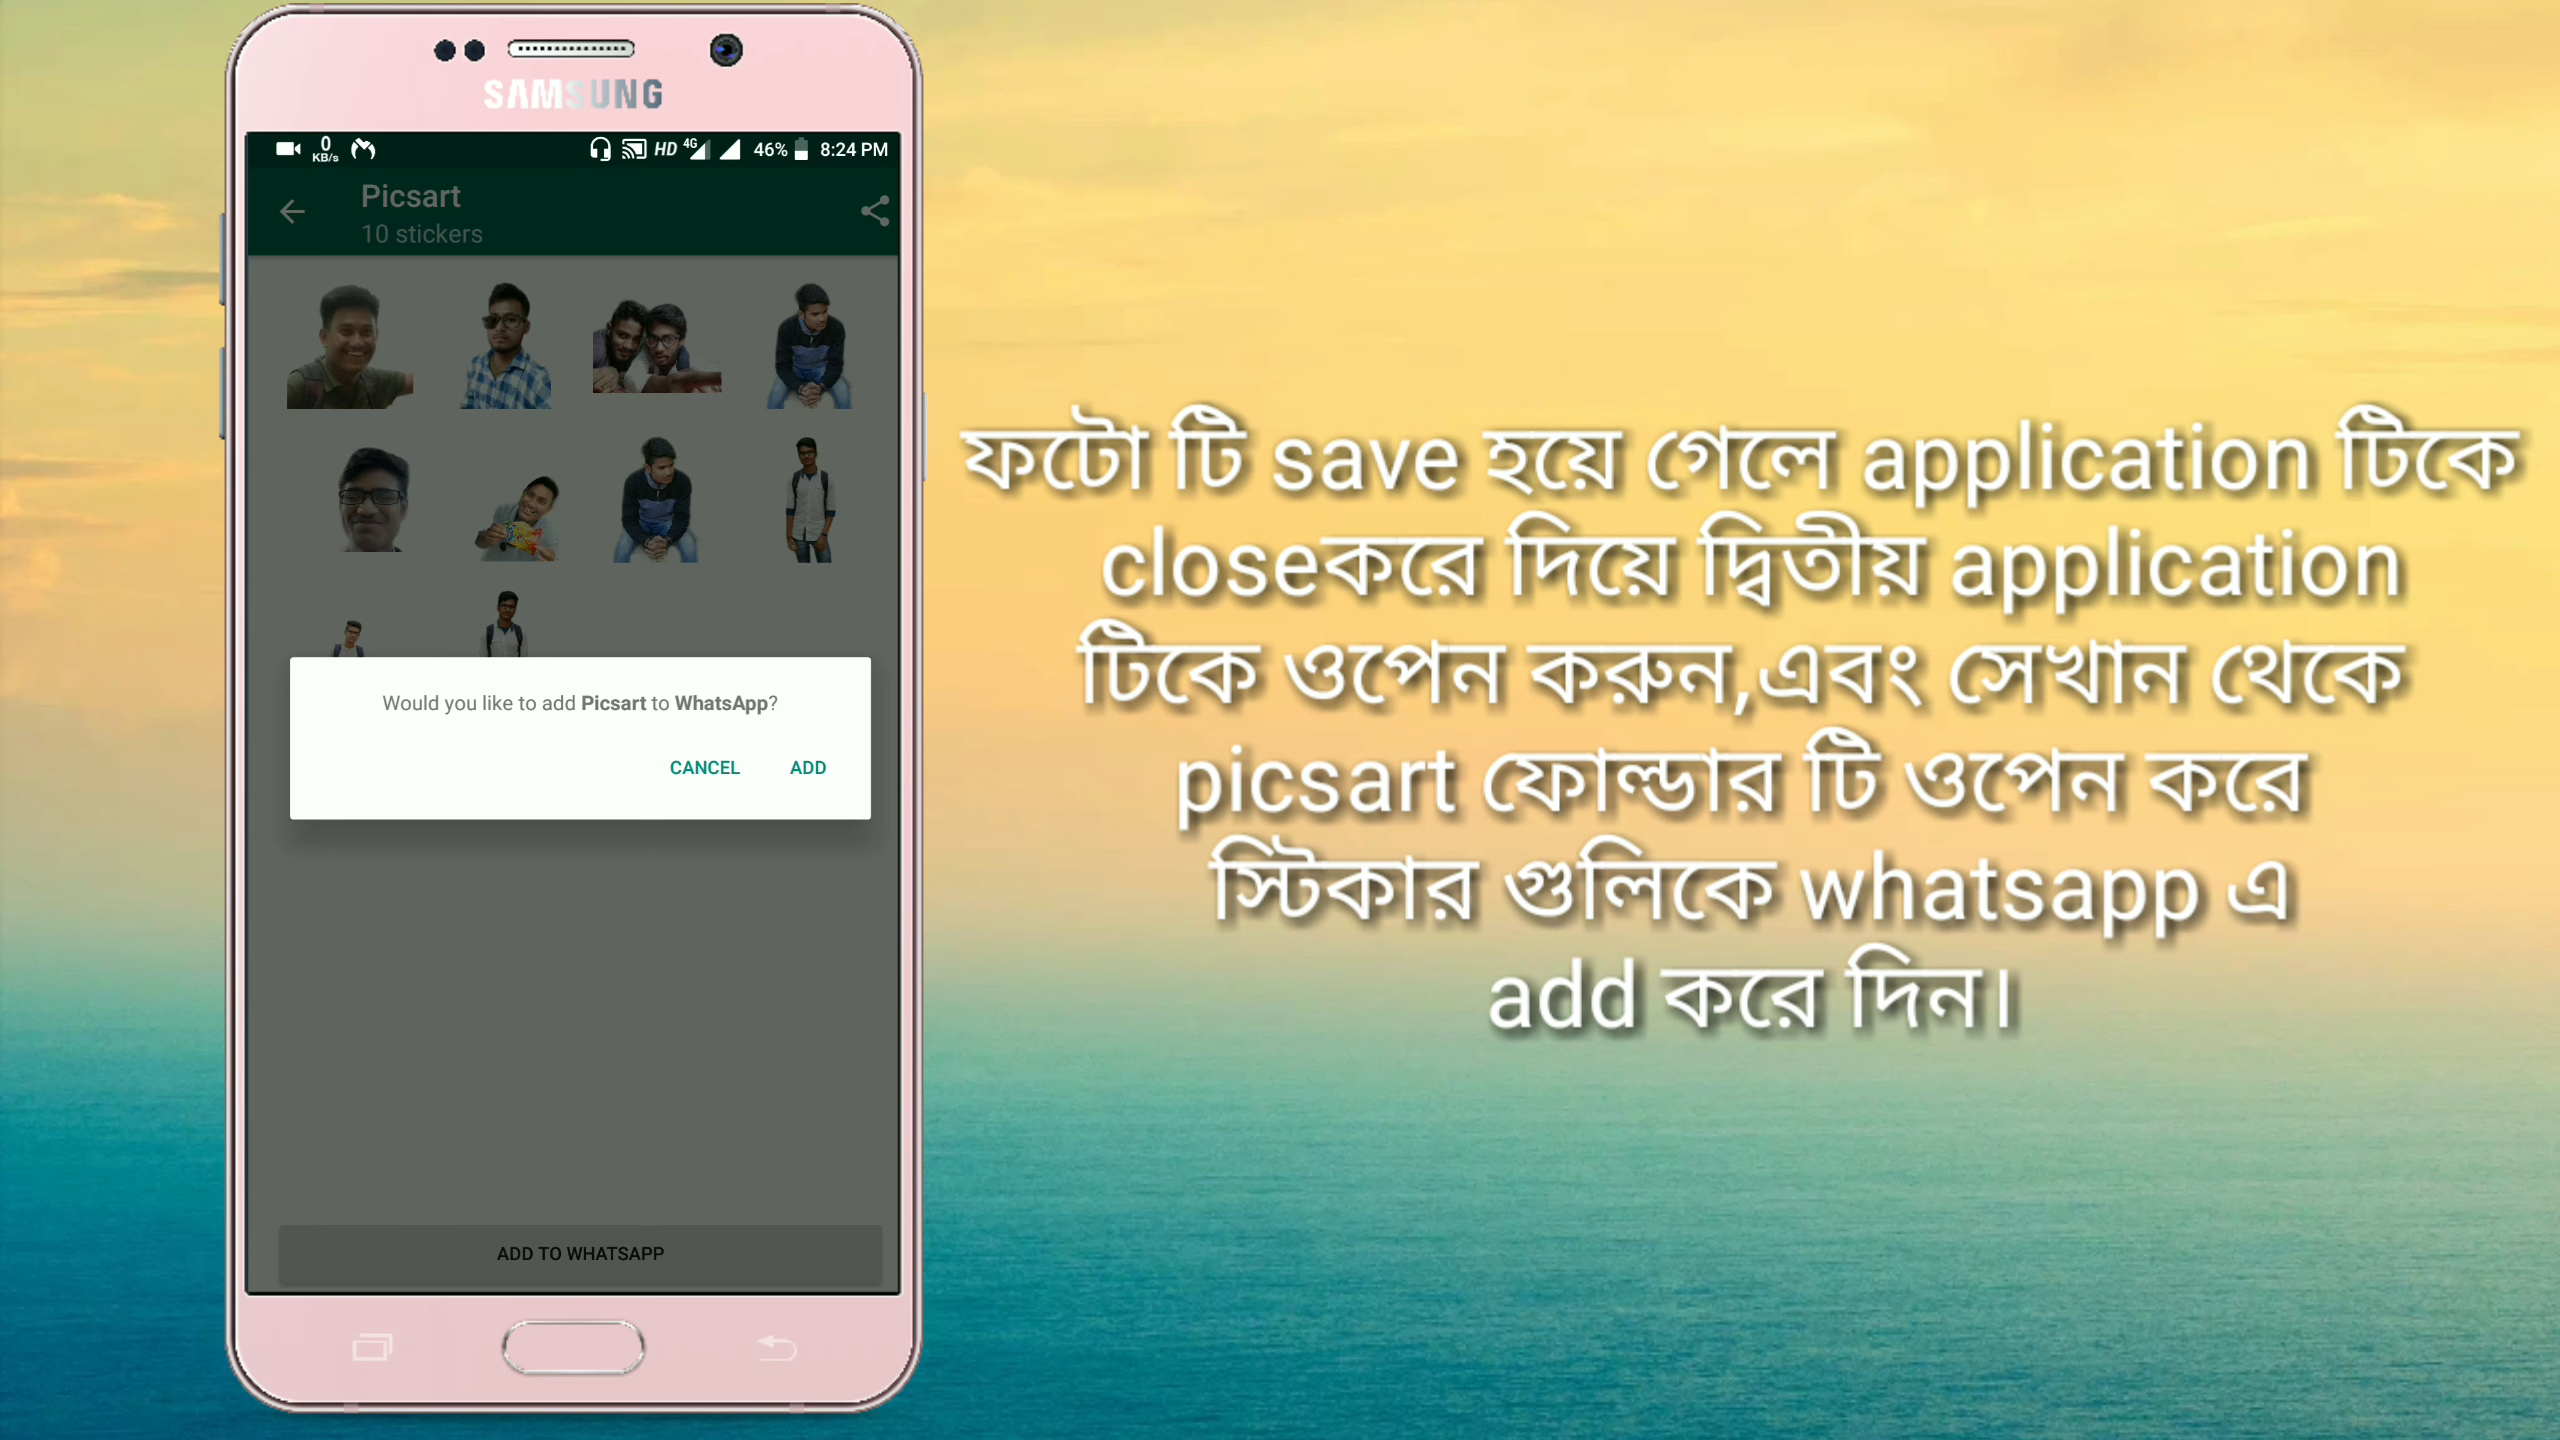 SAMSUNG
0 KB/s HD 4G 46% 8:24 PM
Picsart
10 stickers
Would you like to add Picsart to WhatsApp?
CANCEL ADD
ADD TO WHATSAPP
ফটো টি save হয়ে গেলে application টিকে
closeকরে দিয়ে দ্বিতীয় application
টিকে ওপেন করুন,এবং সেখান থেকে
picsart ফোল্ডার টি ওপেন করে
স্টিকার গুলিকে whatsapp এ
add করে দিন।